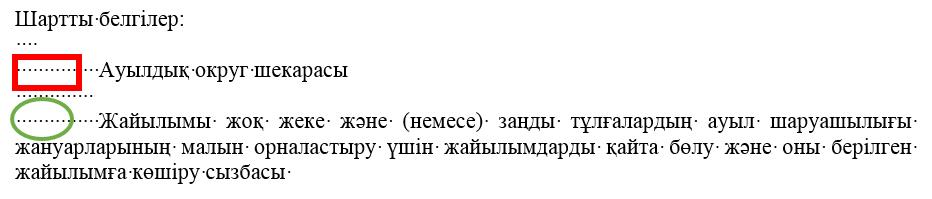 Шартты белгілер:
Ауылдық округ шекарасы
Жайылымы жоқ жеке және (немесе) заңды тұлғалардың ауыл шаруашылығы
жануарларының малын орналастыру үшін жайылымдарды қайта бөлу және оны берілген
жайылымға көшіру сызбасы